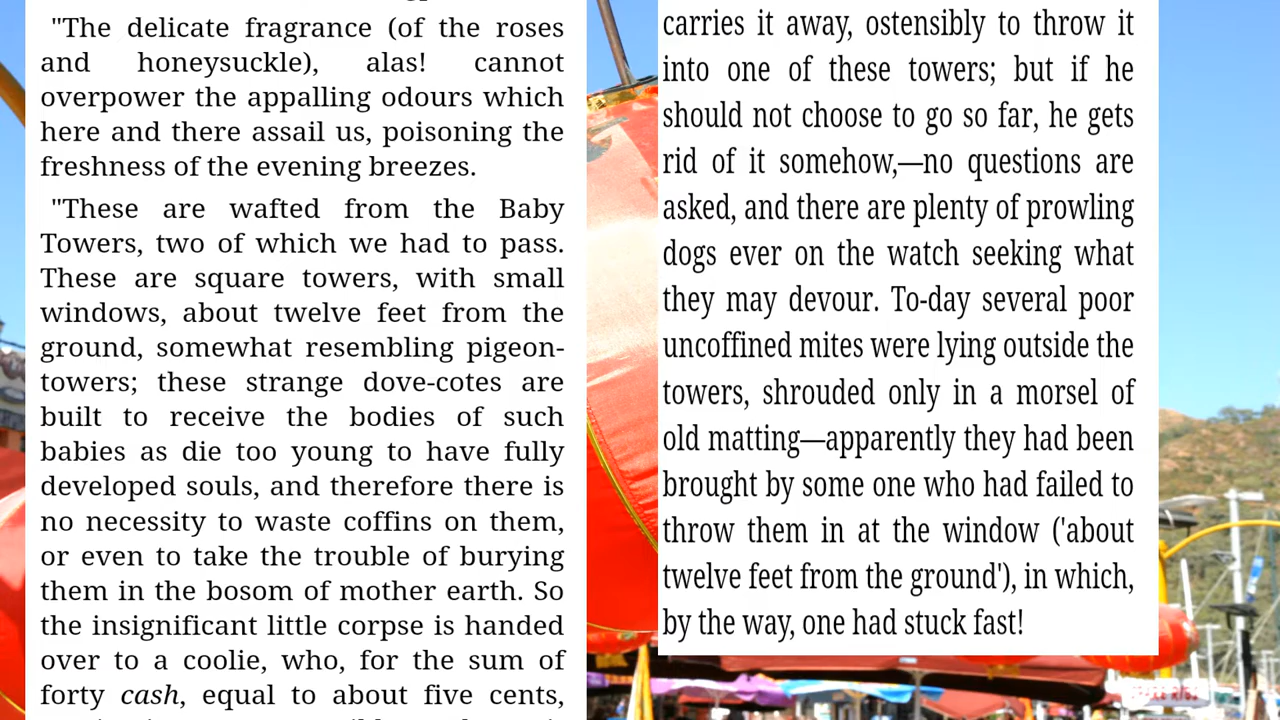 "The delicate fragrance (of the roses
and honeysuckle), alas! cannot
overpower the appalling odours which
here and there assail us, poisoning the
freshness of the evening breezes.
"These are wafted from the Baby
Towers, two of which we had to pass.
These are square towers, with small
windows, about twelve feet from the
ground, somewhat resembling pigeon-
towers; these strange dove-cotes are
built to receive the bodies of such
babies as die too young to have fully
developed souls, and therefore there is
no necessity to waste coffins on them,
or even to take the trouble of burying
them in the bosom of mother earth. So
the insignificant little corpse is handed
over to a coolie, who, for the sum of
forty cash, equal to about five cents,
carries it away, ostensibly to throw it
into one of these towers; but if he
should not choose to go so far, he gets
rid of it somehow,—no questions are
asked, and there are plenty of prowling
dogs ever on the watch seeking what
they may devour. To-day several poor
uncoffined mites were lying outside the
towers, shrouded only in a morsel of
old matting—apparently they had been
brought by some one who had failed to
throw them in at the window ('about
twelve feet from the ground'), in which,
by the way, one had stuck fast!